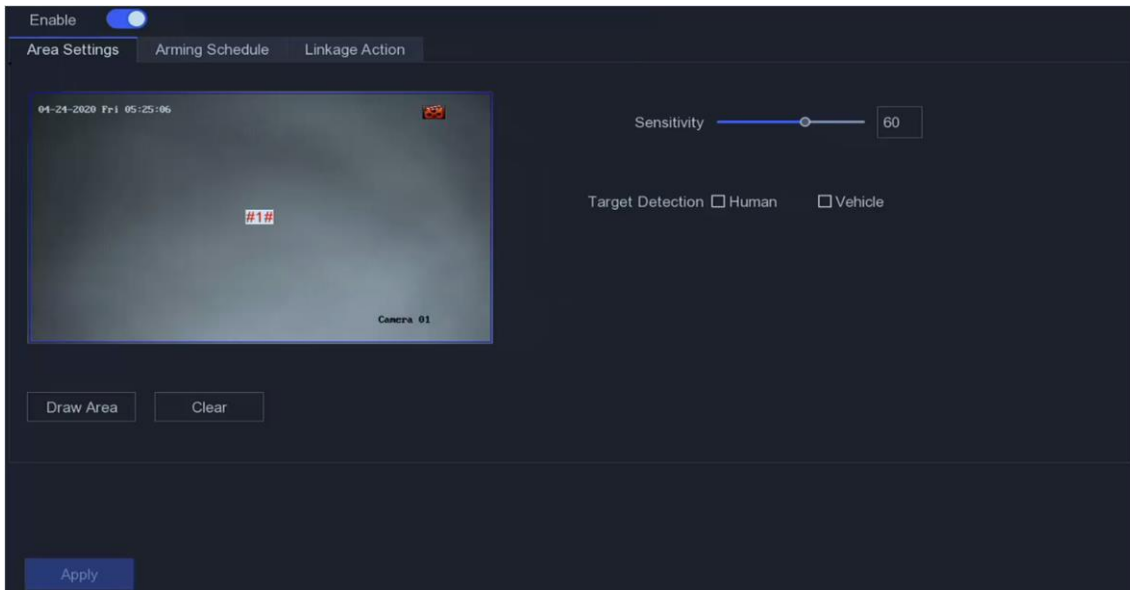 Enable
Area Settings Arming Schedule Linkage Action
04-24-2020 Fri 05:25:06
Sensitivity 60
Target Detection Human Vehicle
#1#
Camera 01
Draw Area Clear
Apply